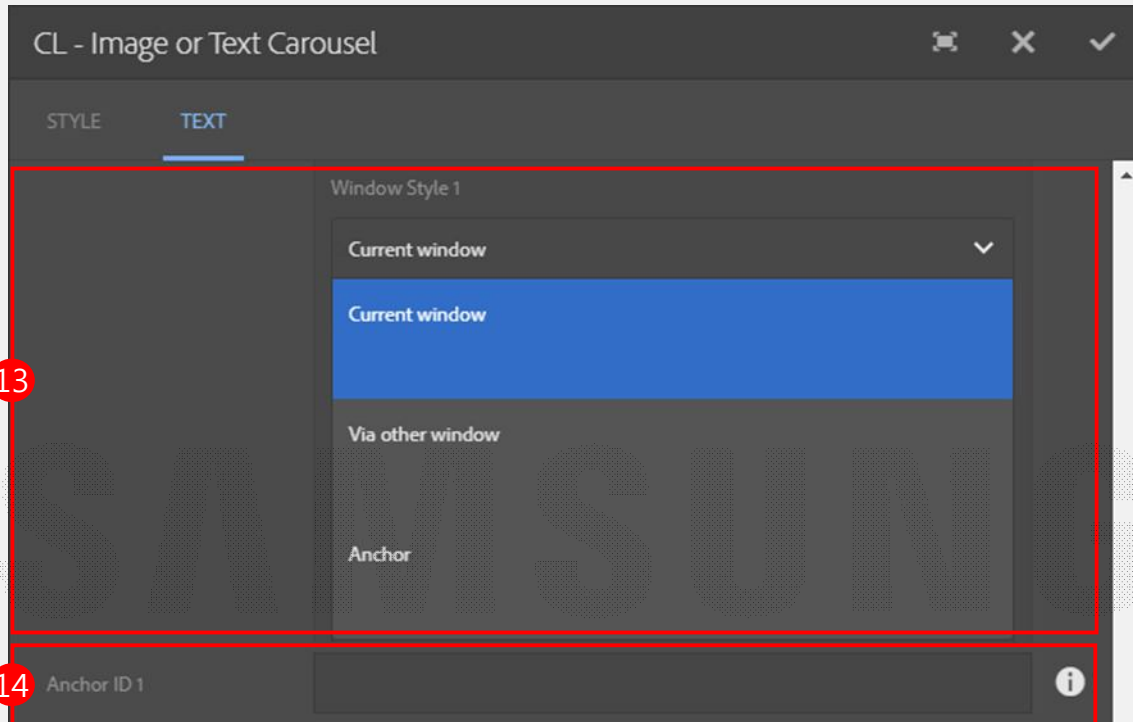 CL - Image or Text Carousel
STYLE TEXT
Window Style 1
Current window
Current window
13
Via other window
SAMSUNG
Anchor
14 Anchor ID 1